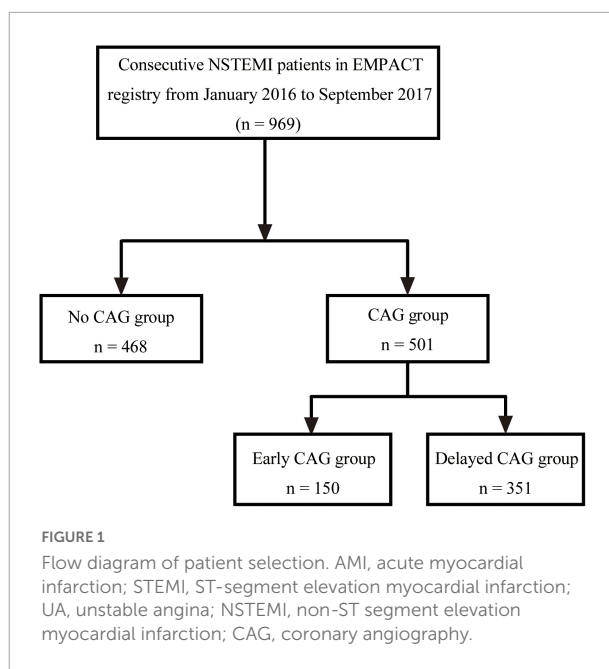 Consecutive NSTEMI patients in EMPACT
registry from January 2016 to September 2017
(n = 969)
No CAG group
n = 468
CAG group
n = 501
Early CAG group
n = 150
Delayed CAG group
n = 351
FIGURE 1
Flow diagram of patient selection. AMI, acute myocardial
infarction; STEMI, ST-segment elevation myocardial infarction;
UA, unstable angina; NSTEMI, non-ST segment elevation
myocardial infarction; CAG, coronary angiography.